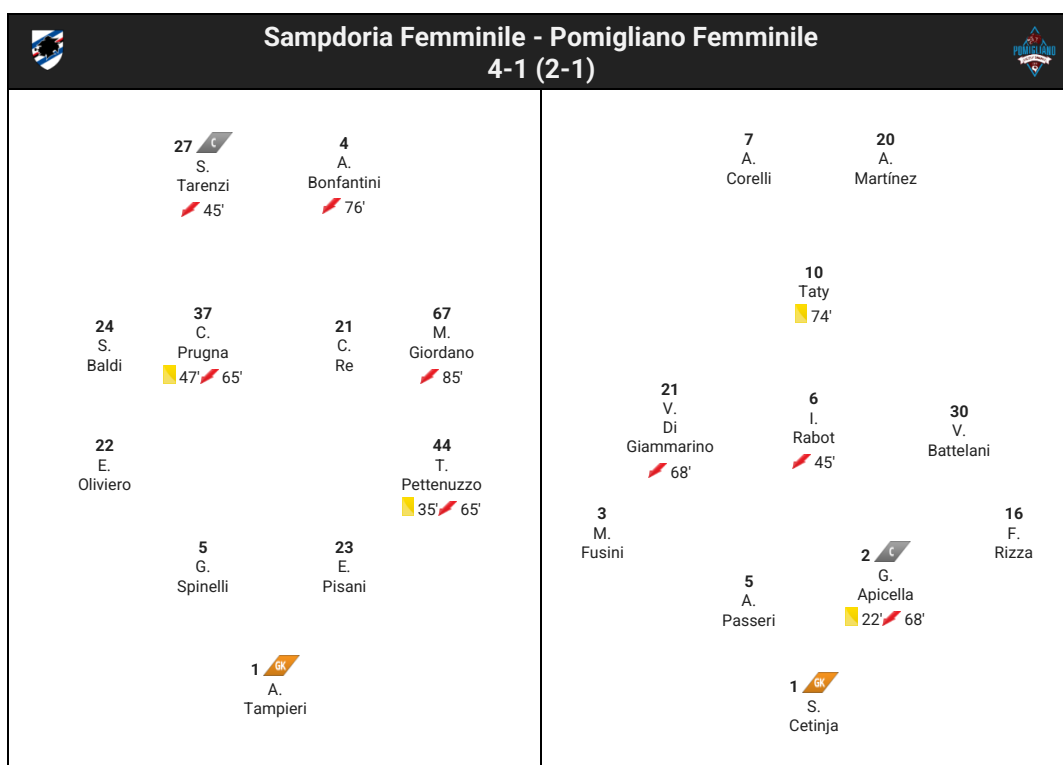 Sampdoria Femminile - Pomigliano Femminile
4-1 (2-1)
POMIGLIANO
27 C
S.
Tarenzi
45'
4
A.
Bonfantini
76'
24
S.
Baldi
37
C.
Prugna
47' 65'
21
C.
Re
67
M.
Giordano
85'
22
E.
Oliviero
44
T.
Pettenuzzo
35' 65'
5
G.
Spinelli
23
E.
Pisani
1 GK
A.
Tampieri
7
A.
Corelli
20
A.
Martínez
10
Taty
74'
21
V.
Di
Giammarino
68'
6
I.
Rabot
45'
30
V.
Battelani
3
M.
Fusini
16
F.
Rizza
5
A.
Passeri
2 C
G.
Apicella
22' 68'
1 GK
S.
Cetinja